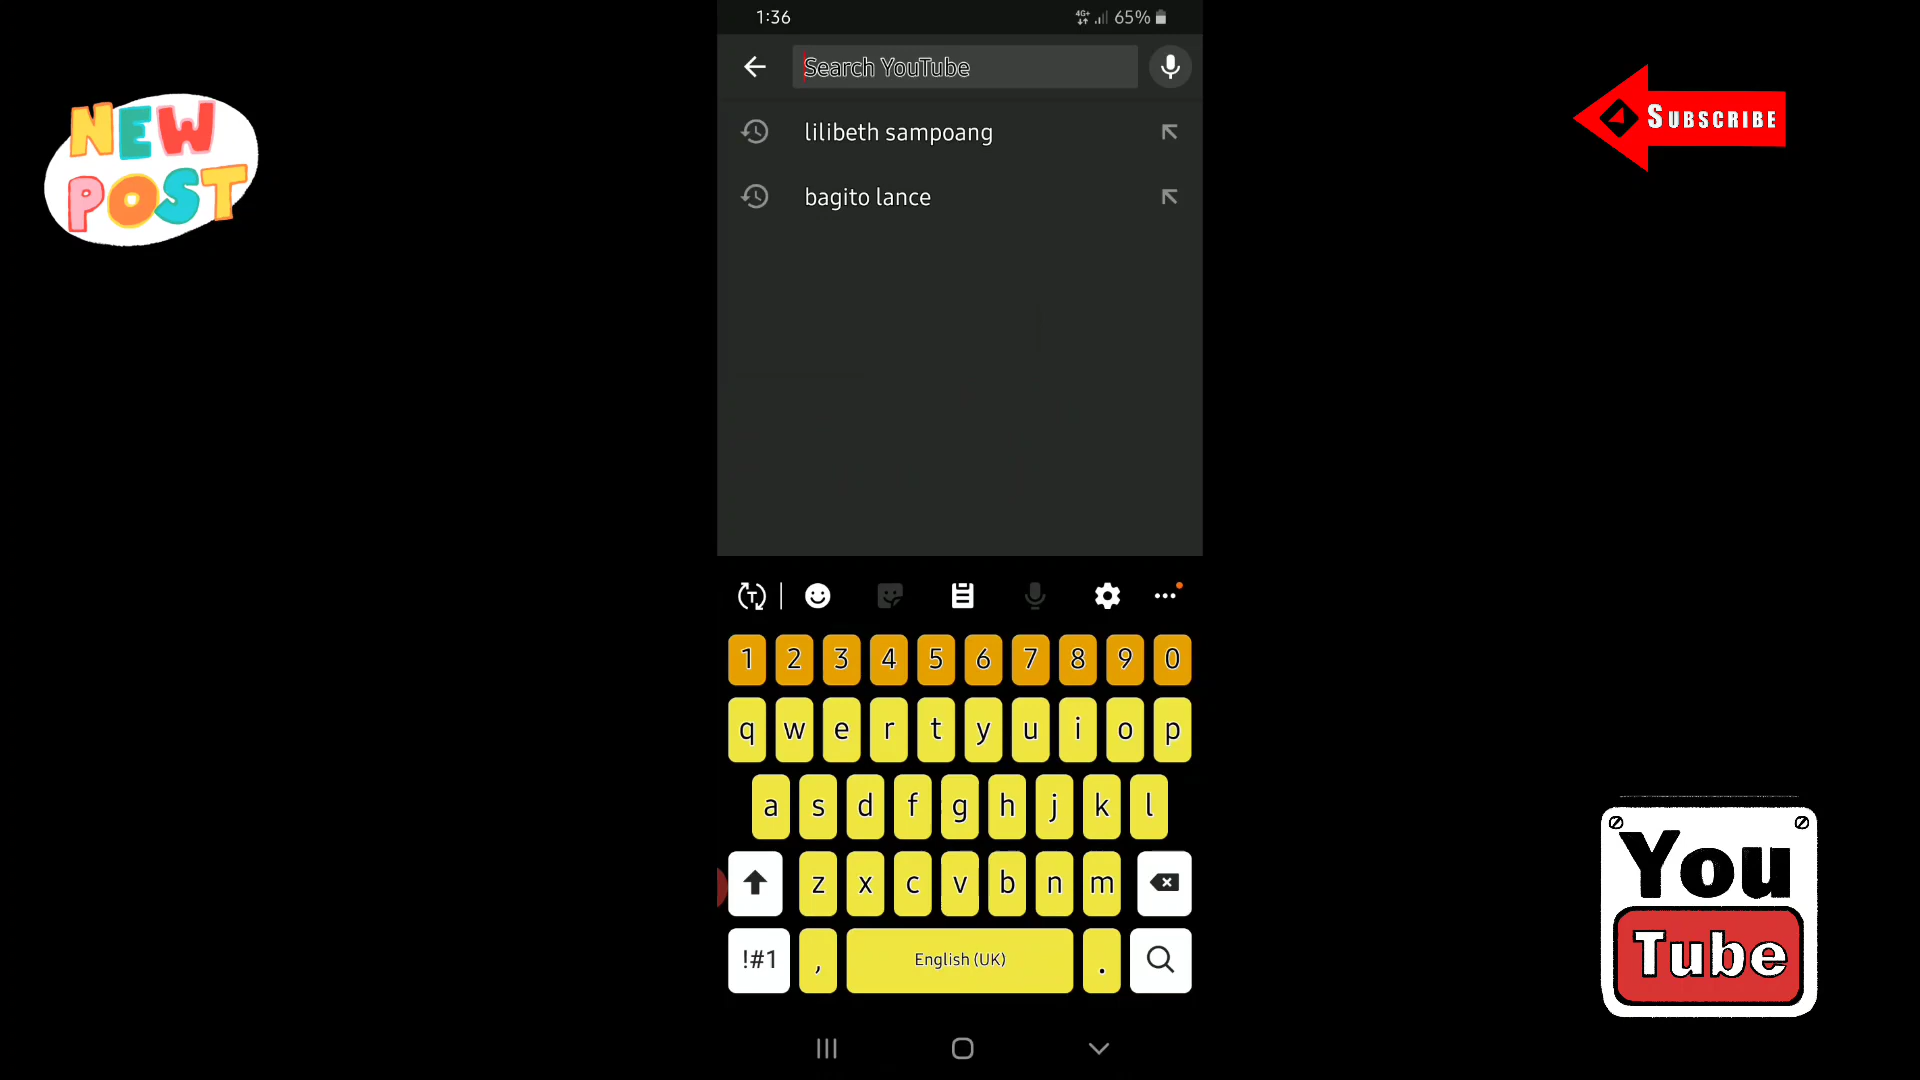 1:36
4G+
65%
Search YouTube
lilibeth sampoang
bagito lance
NEW
POST
SUBSCRIBE
T
1 2 3 4 5 6 7 8 9 0
q w e r t y u i o p
a s d f g h j k l
z x c v b n m
!#1 , English (UK) .
You
Tube